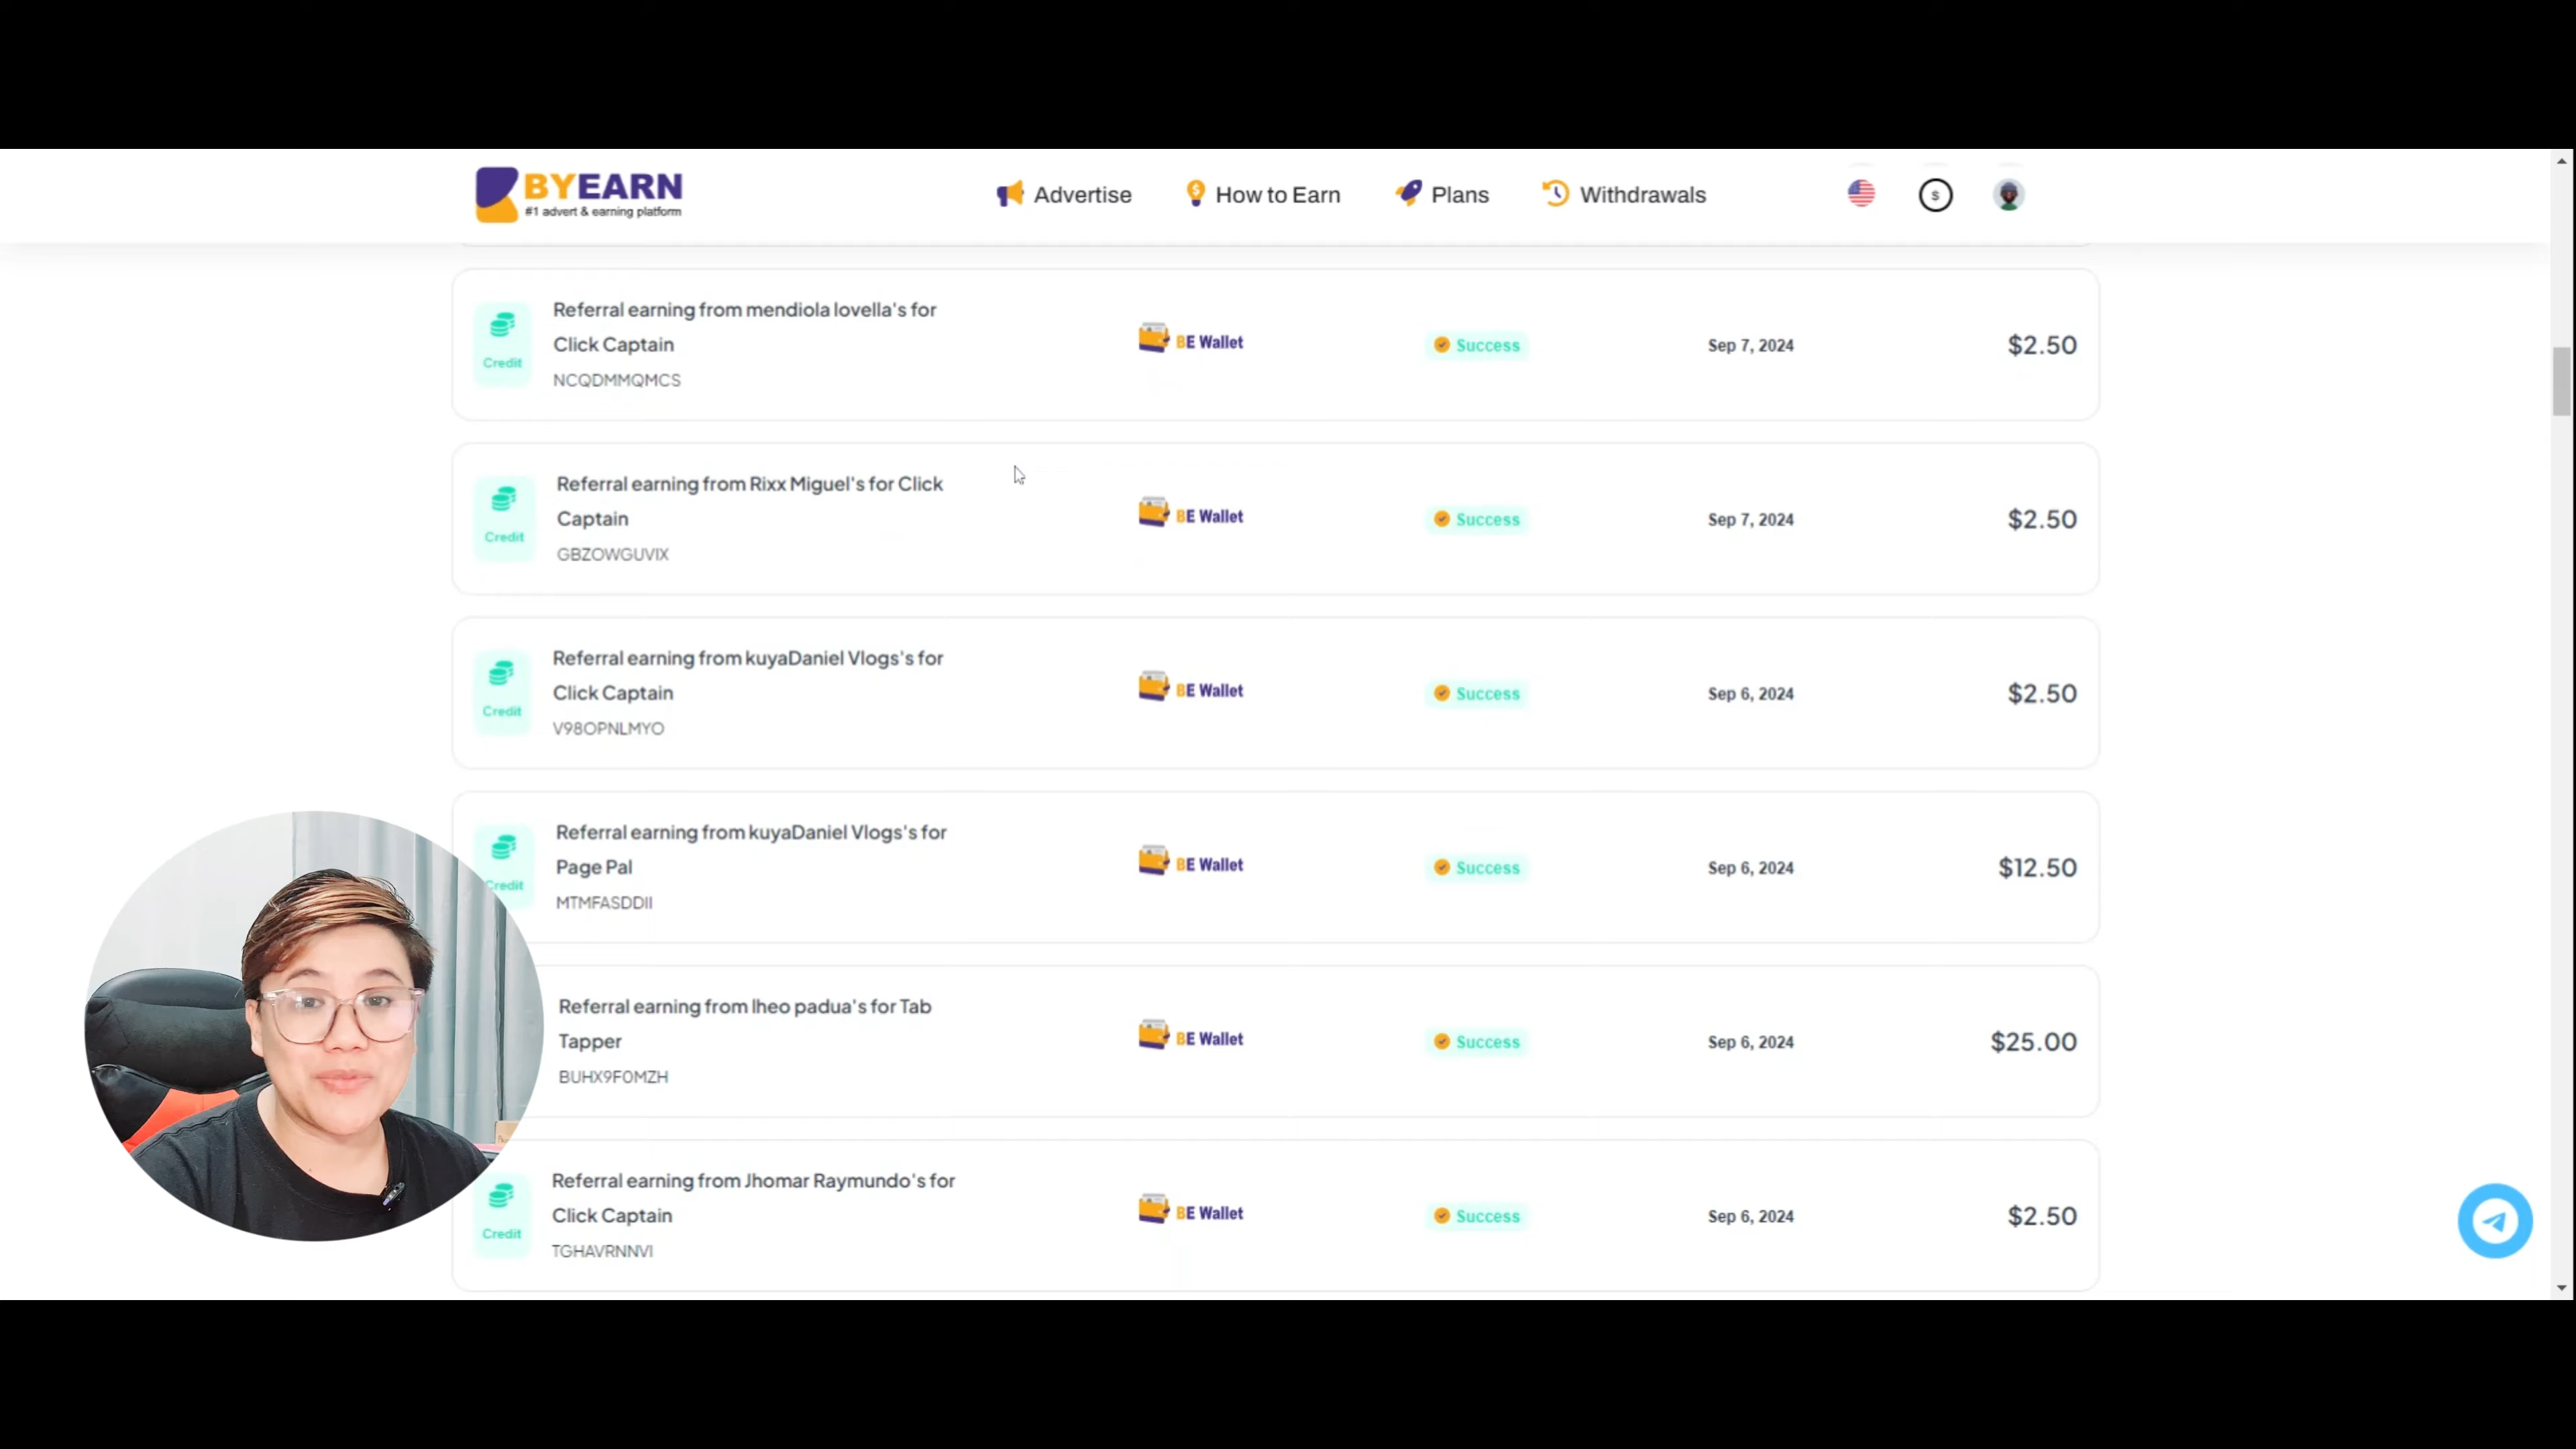 BYEARN
#1 advert & earning platform
Advertise
How to Earn
Plans
Withdrawals
$
Referral earning from mendiola lovella's for
Click Captain
NCQDMMQMCS
Credit
BE Wallet
Success
Sep 7, 2024
$2.50
Referral earning from Rixx Miguel's for Click
Captain
GBZOWGUVIX
Credit
BE Wallet
Success
Sep 7, 2024
$2.50
Referral earning from kuyaDaniel Vlogs's for
Click Captain
V98OPNLMYO
Credit
BE Wallet
Success
Sep 6, 2024
$2.50
Referral earning from kuyaDaniel Vlogs's for
Page Pal
MTMFASDDII
Credit
BE Wallet
Success
Sep 6, 2024
$12.50
Referral earning from lheo padua's for Tab
Tapper
BUHX9F0MZH
BE Wallet
Success
Sep 6, 2024
$25.00
Referral earning from Jhomar Raymundo's for
Click Captain
TGHAVRNNVI
Credit
BE Wallet
Success
Sep 6, 2024
$2.50